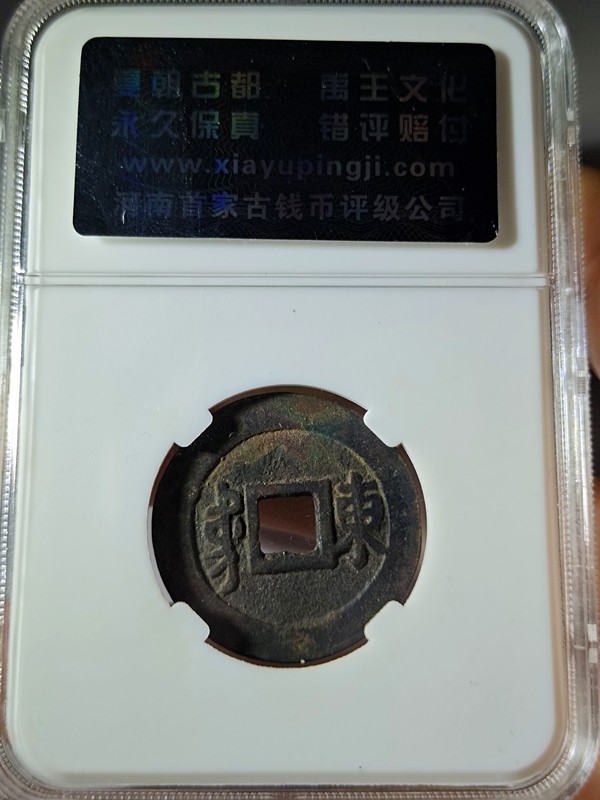 夏朝古都 禹王文化
永久保真 错评赔付
www.xiayupingji.com
河南首家古钱币评级公司
東